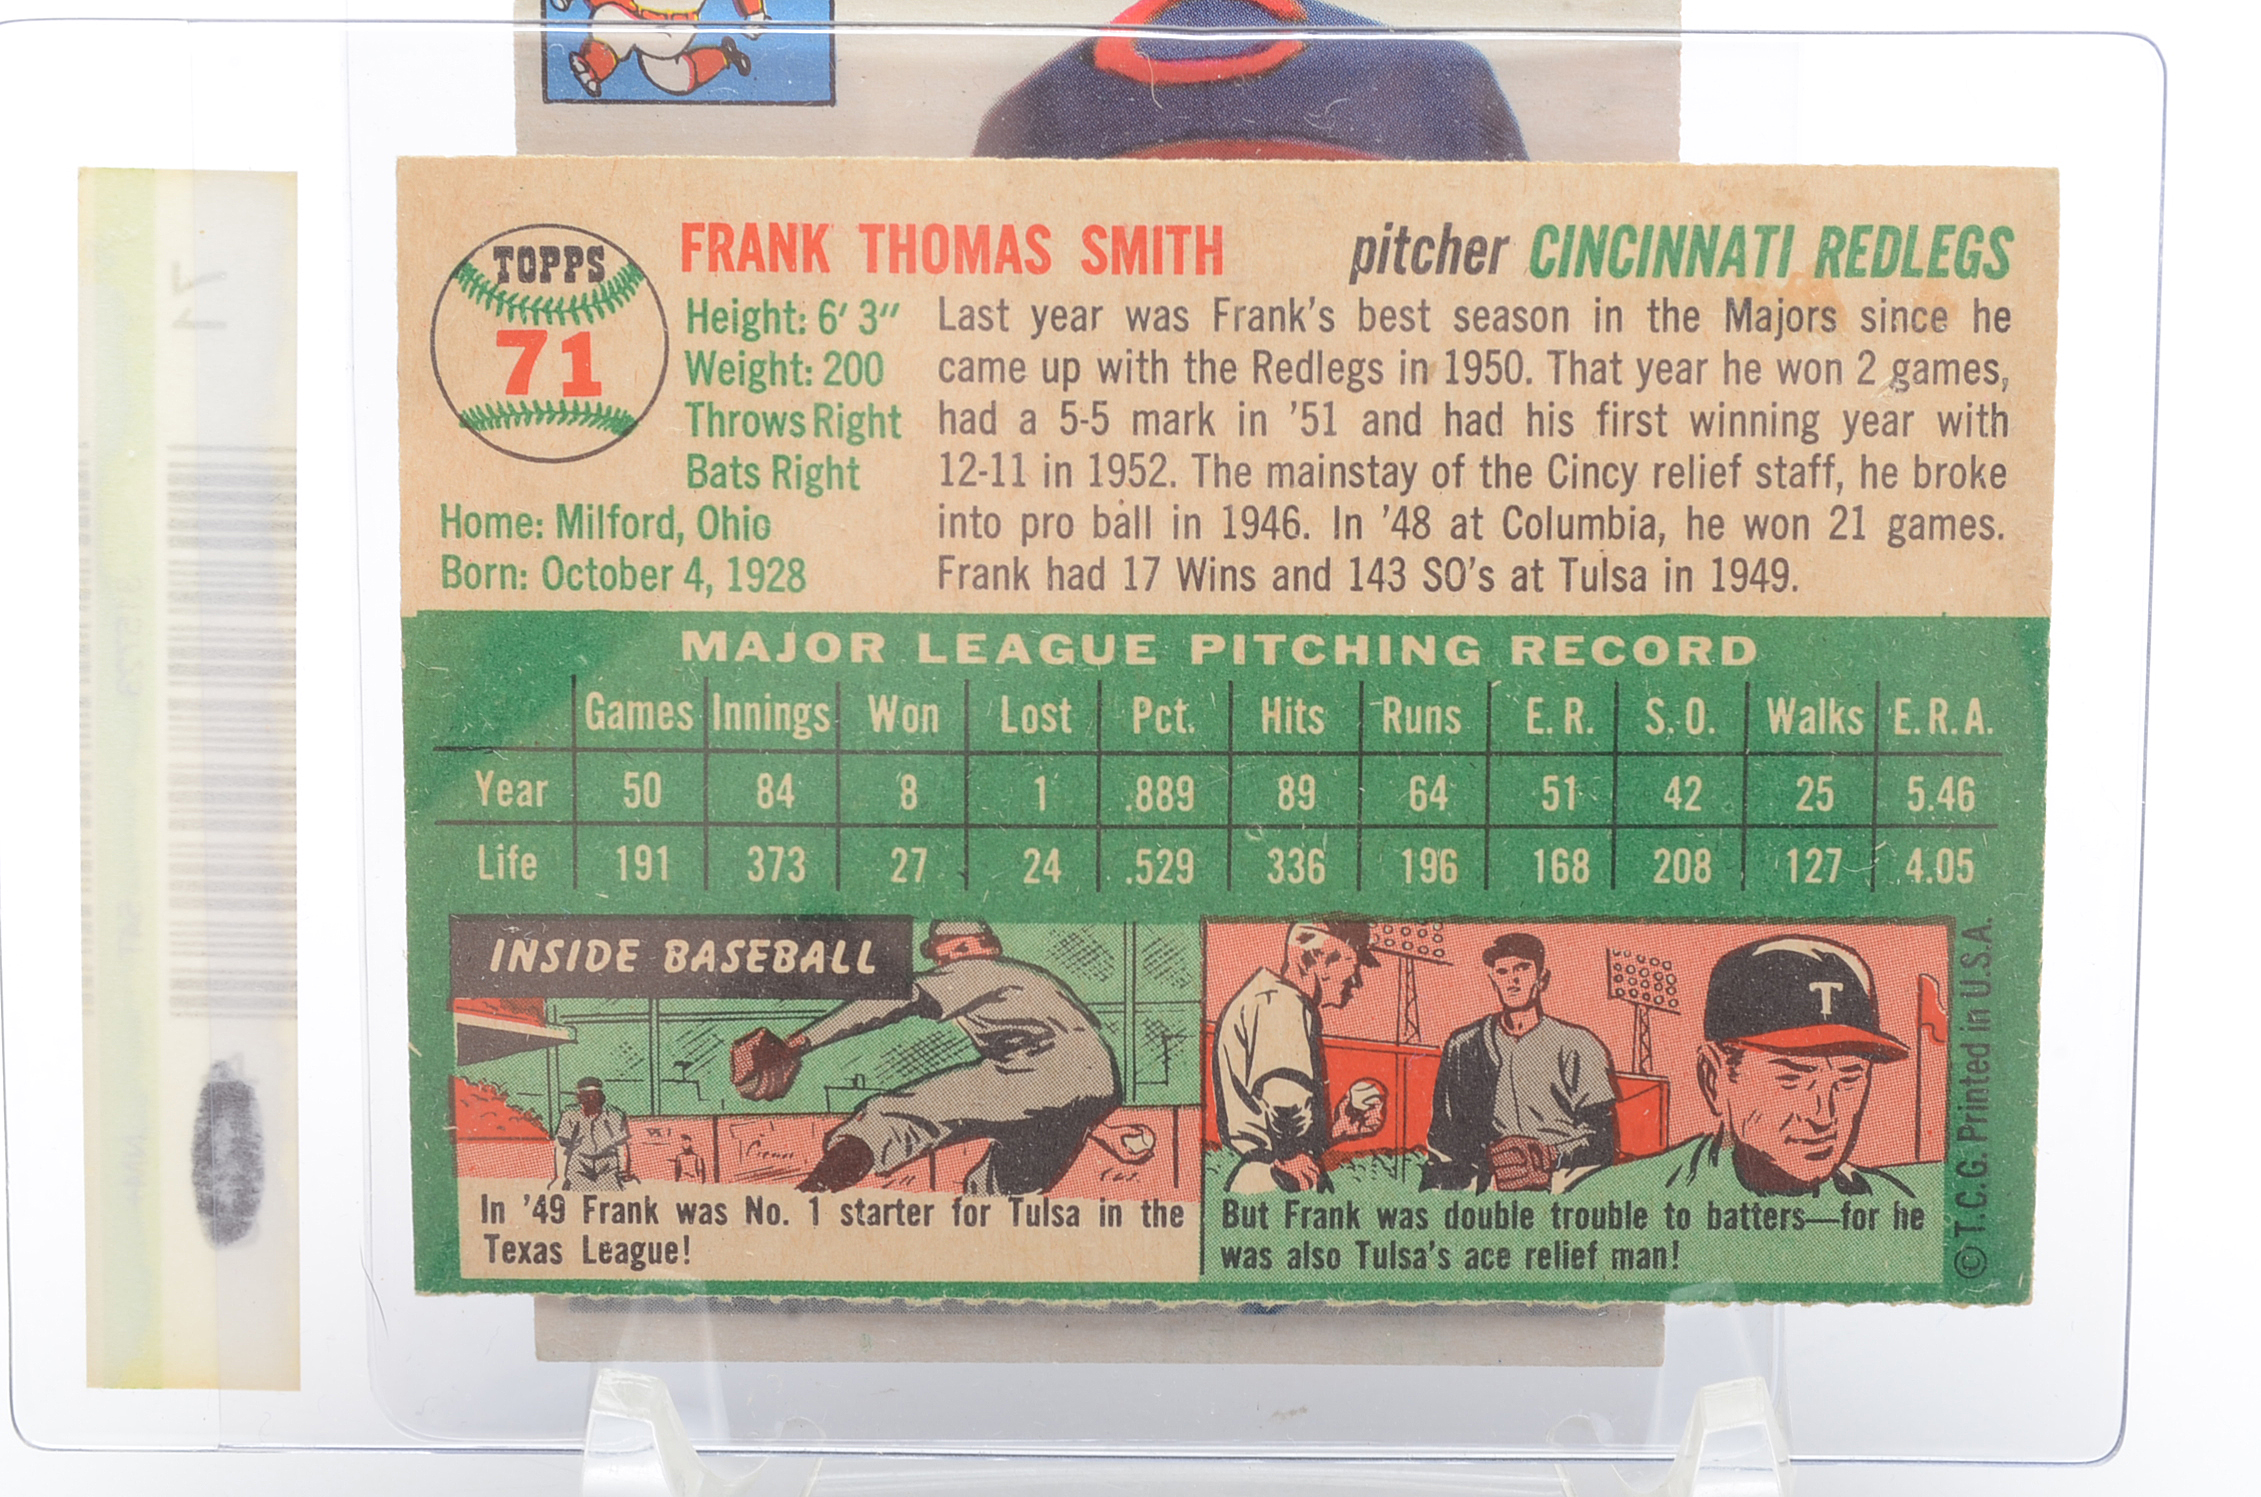 TOPPS
71
FRANK THOMAS SMITH
pitcher CINCINNATI REDLEGS
Height: 6' 3"
Weight: 200
Throws Right
Bats Right
Home: Milford, Ohio
Born: October 4, 1928
Last year was Frank's best season in the Majors since he
came up with the Redlegs in 1950. That year he won 2 games,
had a 5-5 mark in '51 and had his first winning year with
12-11 in 1952. The mainstay of the Cincy relief staff, he broke
into pro ball in 1946. In '48 at Columbia, he won 21 games.
Frank had 17 Wins and 143 SO's at Tulsa in 1949.
MAJOR LEAGUE PITCHING RECORD
Games Innings Won Lost Pct. Hits Runs E. R. S. O. Walks E. R. A.
Year 50 84 8 1 .889 89 64 51 42 25 5.46
Life 191 373 27 24 .529 336 196 168 208 127 4.05
INSIDE BASEBALL
In '49 Frank was No. 1 starter for Tulsa in the
Texas League!
T
T
But Frank was double trouble to batters—for he
was also Tulsa's ace relief man!
© T. C. G. Printed in U. S. A.